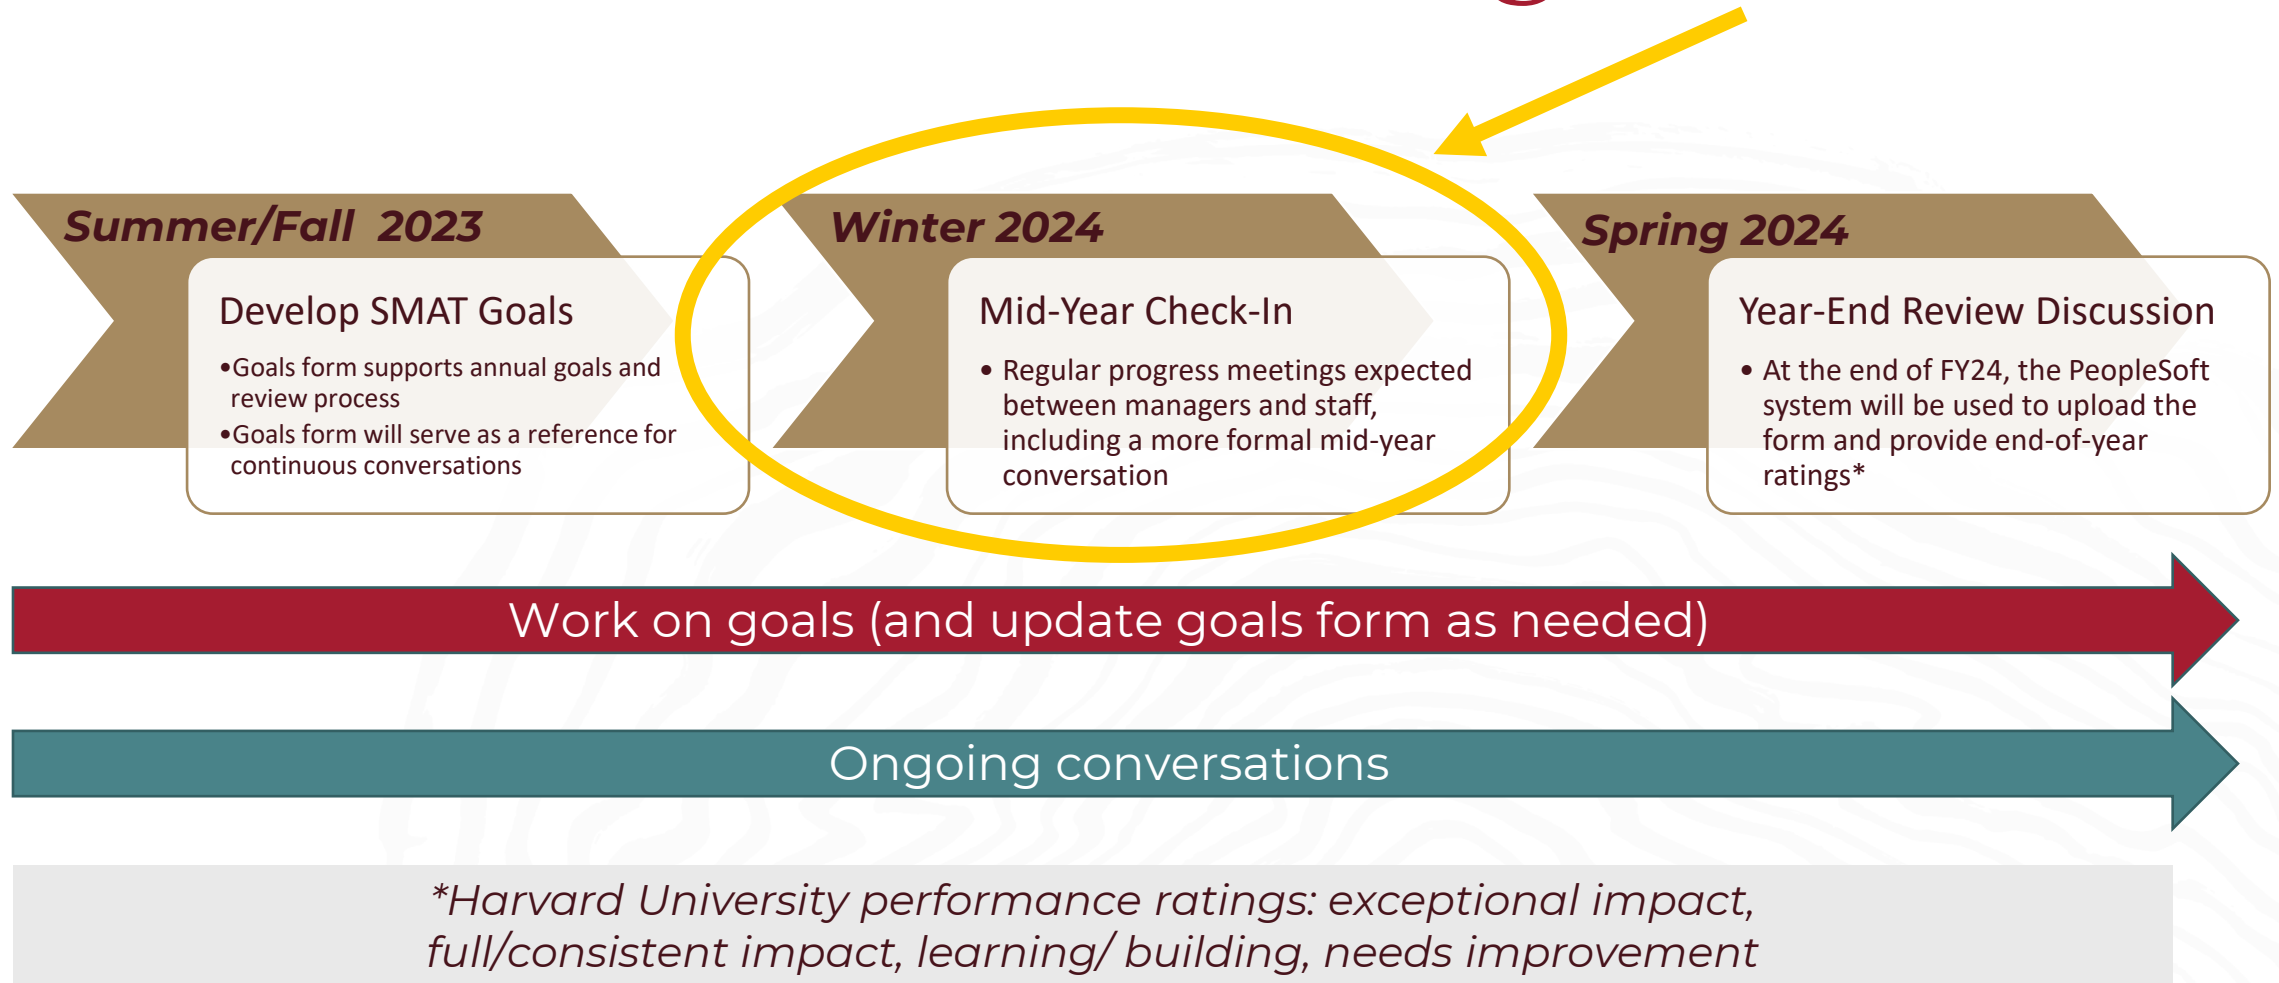 Summer/Fall 2023
Develop SMAT Goals
•Goals form supports annual goals and
review process
•Goals form will serve as a reference for
continuous conversations
Winter 2024
Mid-Year Check-In
• Regular progress meetings expected
between managers and staff,
including a more formal mid-year
conversation
Spring 2024
Year-End Review Discussion
• At the end of FY24, the PeopleSoft
system will be used to upload the
form and provide end-of-year
ratings*
Work on goals (and update goals form as needed)
Ongoing conversations
*Harvard University performance ratings: exceptional impact,
full/consistent impact, learning/ building, needs improvement